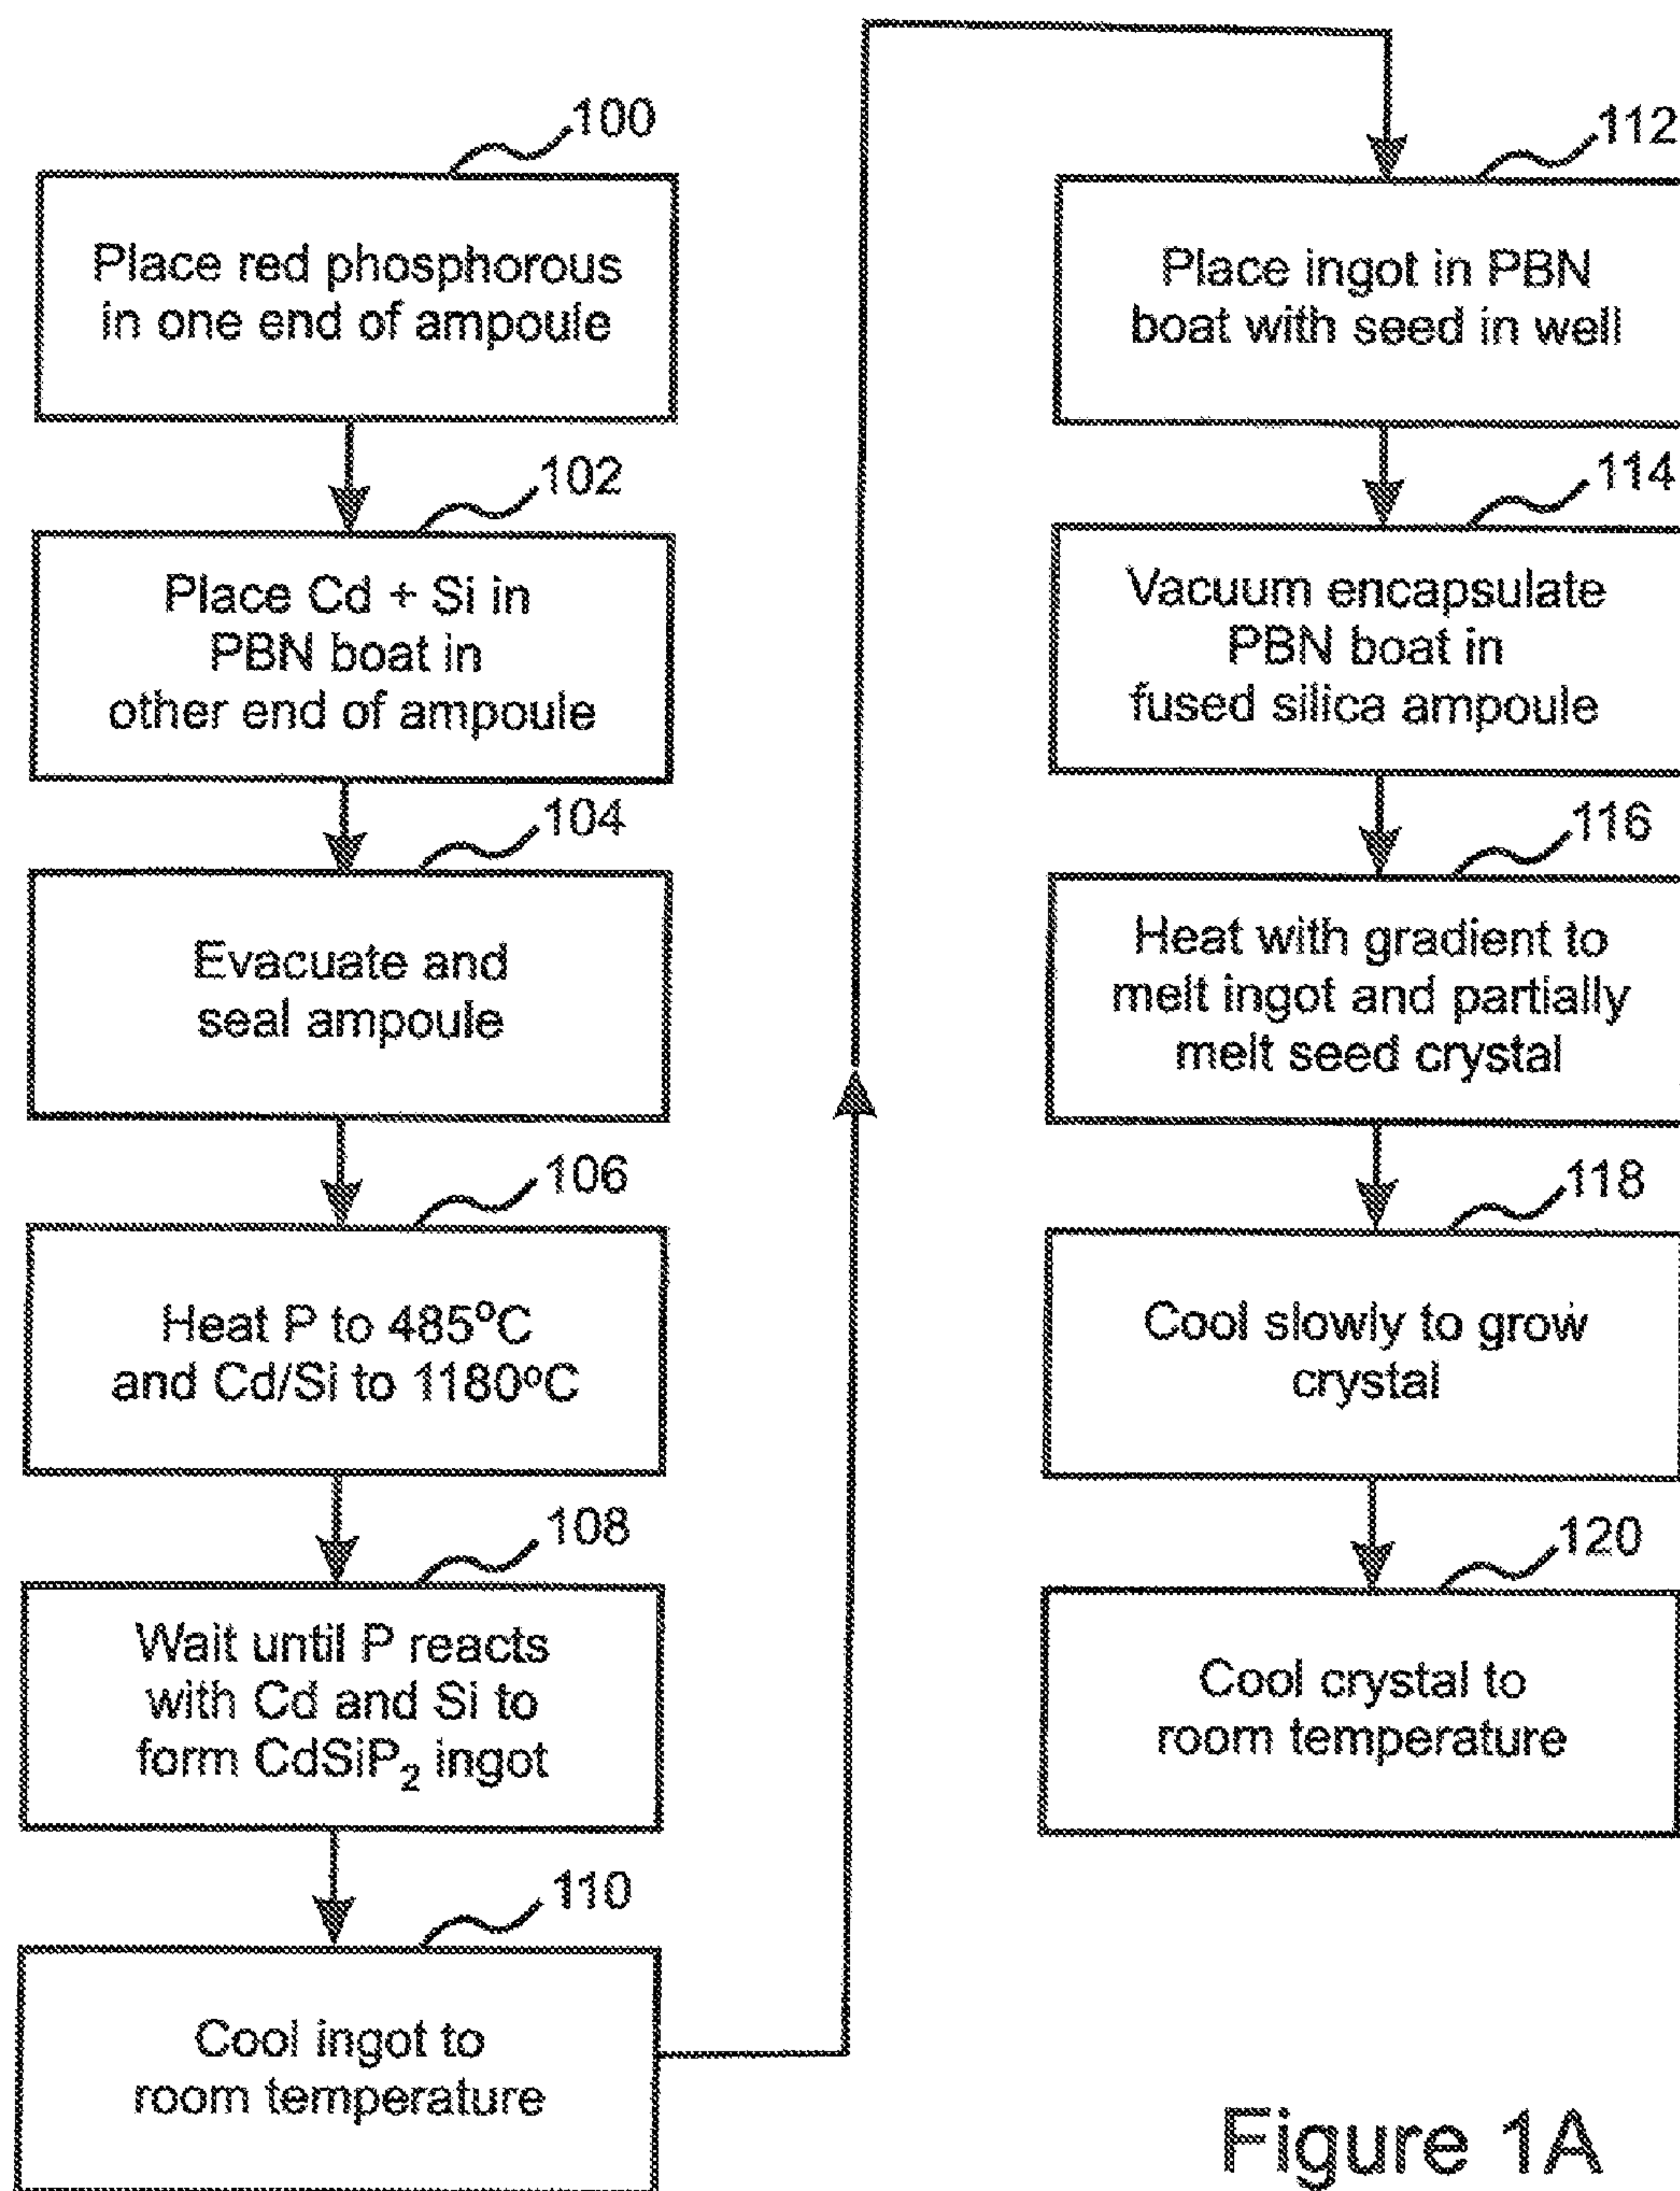 100
Place red phosphorous
in one end of ampoule
102
Place Cd + Si in
PBN boat in
other end of ampoule
104
Evacuate and
seal ampoule
106
Heat P to 485°C
and Cd/Si to 1180°C
108
Wait until P reacts
with Cd and Si to
form CdSiP₂ ingot
110
Cool ingot to
room temperature
112
Place ingot in PBN
boat with seed in well
114
Vacuum encapsulate
PBN boat in
fused silica ampoule
116
Heat with gradient to
melt ingot and partially
melt seed crystal
118
Cool slowly to grow
crystal
120
Cool crystal to
room temperature
Figure 1A